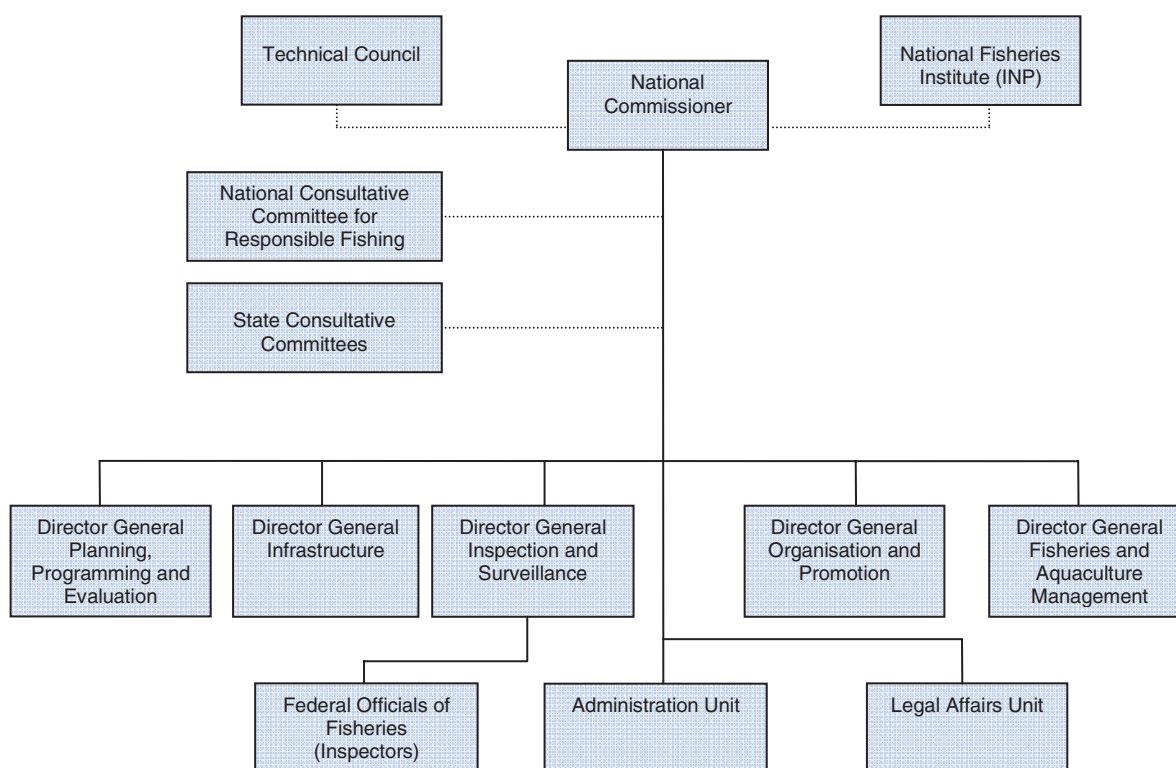 Technical Council
National Fisheries
Institute (INP)
National
Commissioner
National Consultative
Committee for
Responsible Fishing
State Consultative
Committees
Director General
Planning,
Programming and
Evaluation
Director General
Infrastructure
Director General
Inspection and
Surveillance
Director General
Organisation and
Promotion
Director General
Fisheries and
Aquaculture
Management
Federal Officials of
Fisheries
(Inspectors)
Administration Unit
Legal Affairs Unit